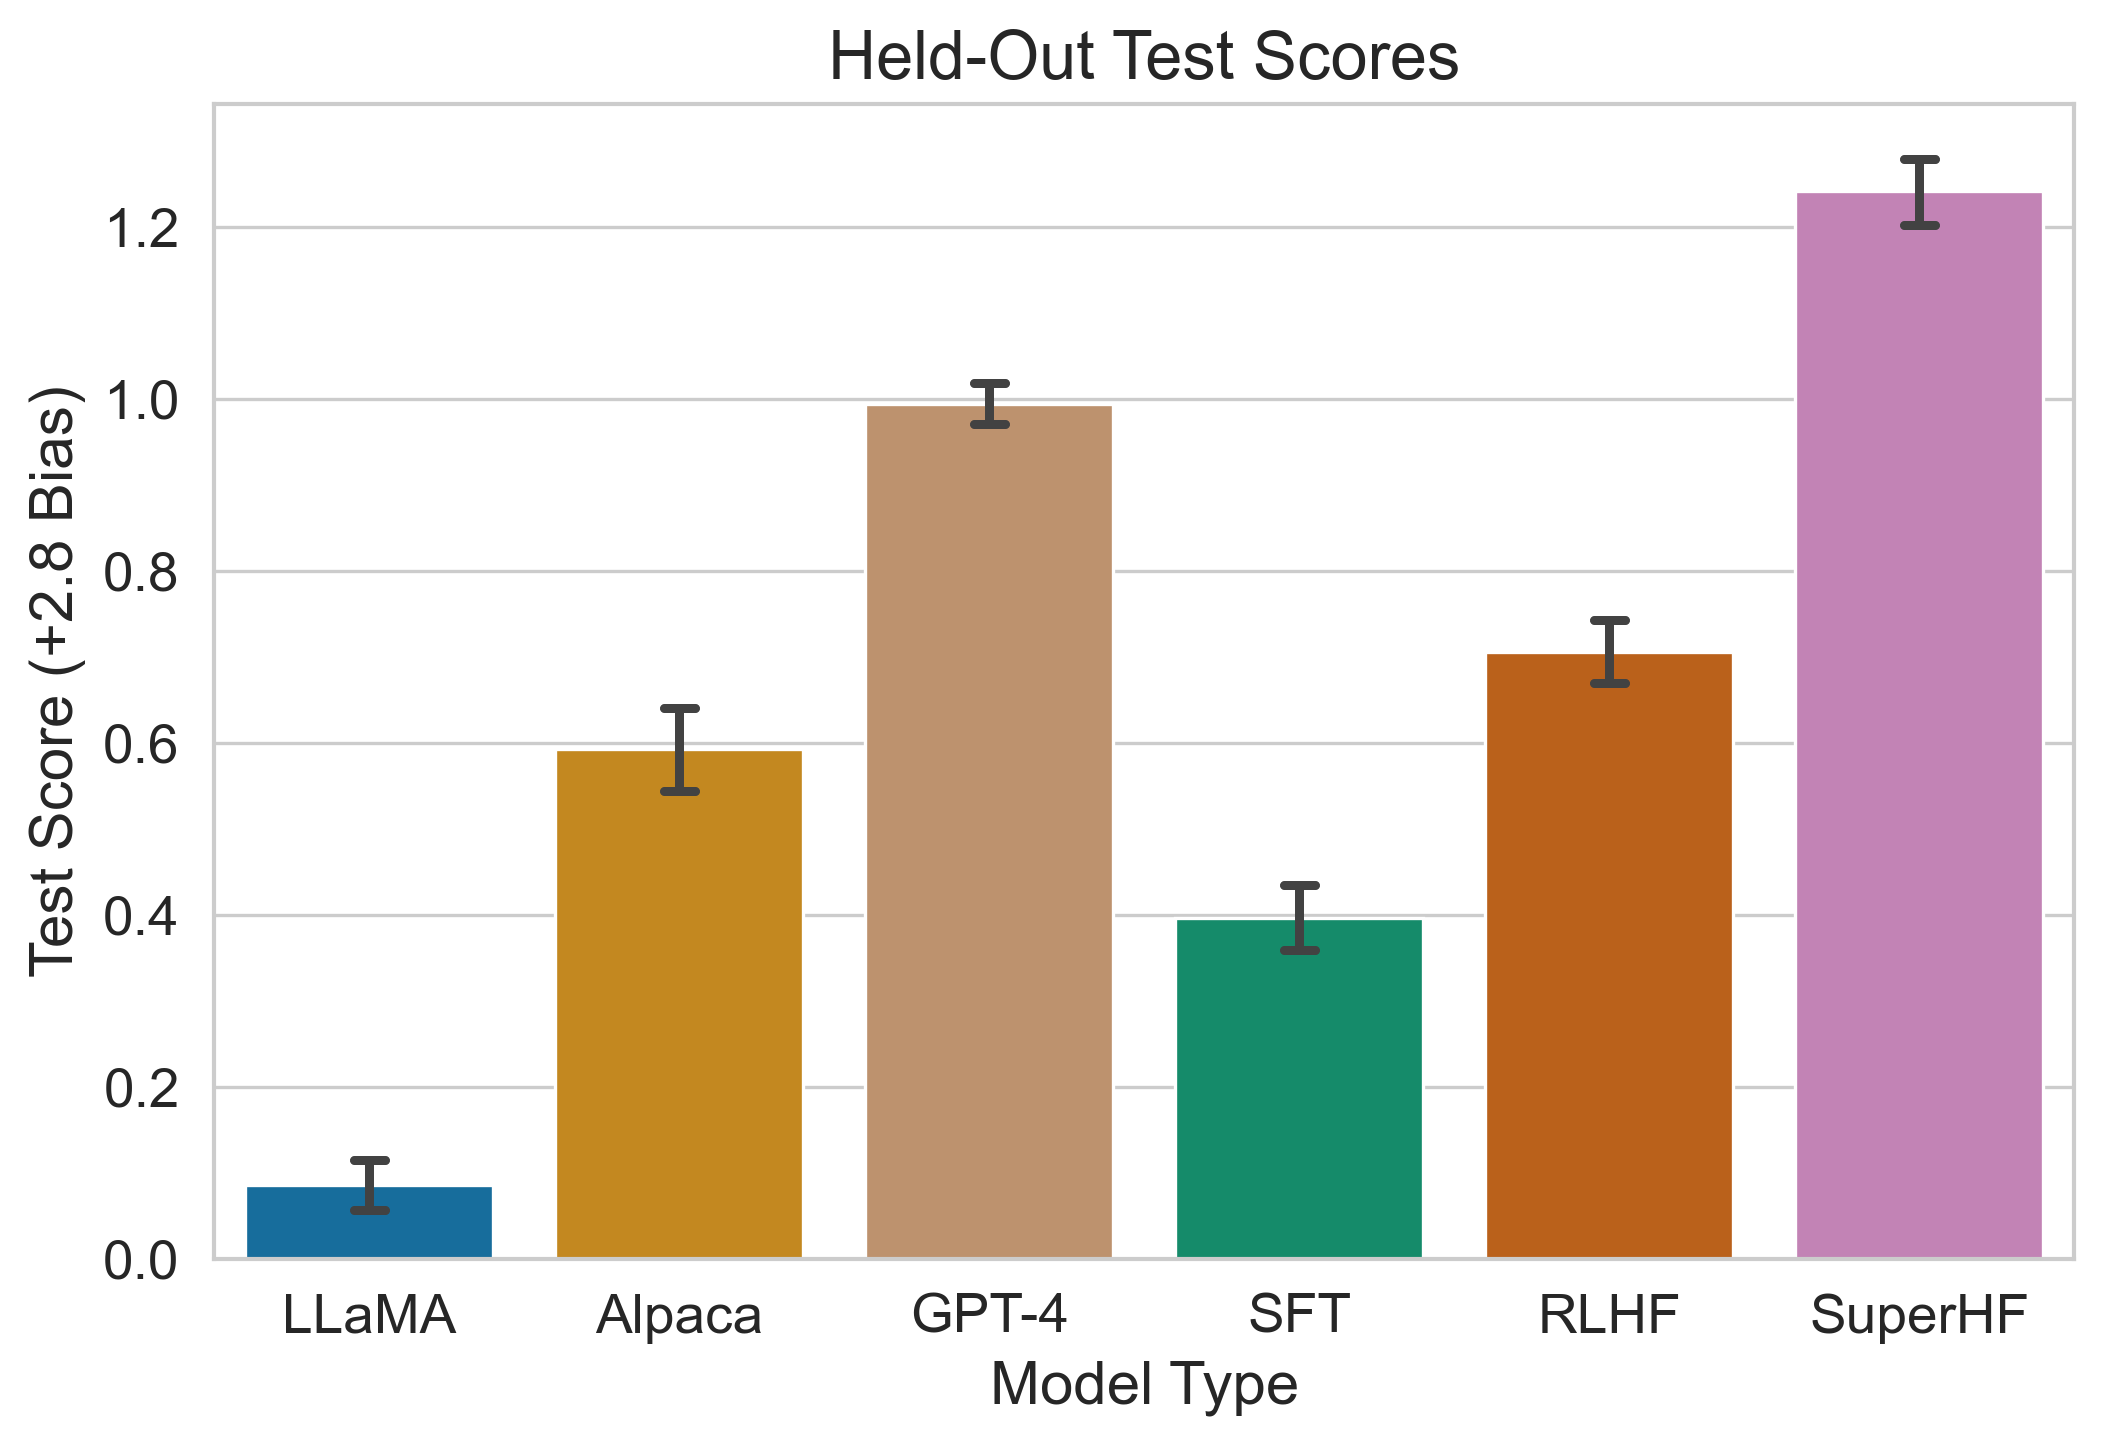 Held-Out Test Scores
Test Score (+2.8 Bias)
1.2
1.0
0.8
0.6
0.4
0.2
0.0
LLaMA Alpaca GPT-4 SFT RLHF SuperHF
Model Type